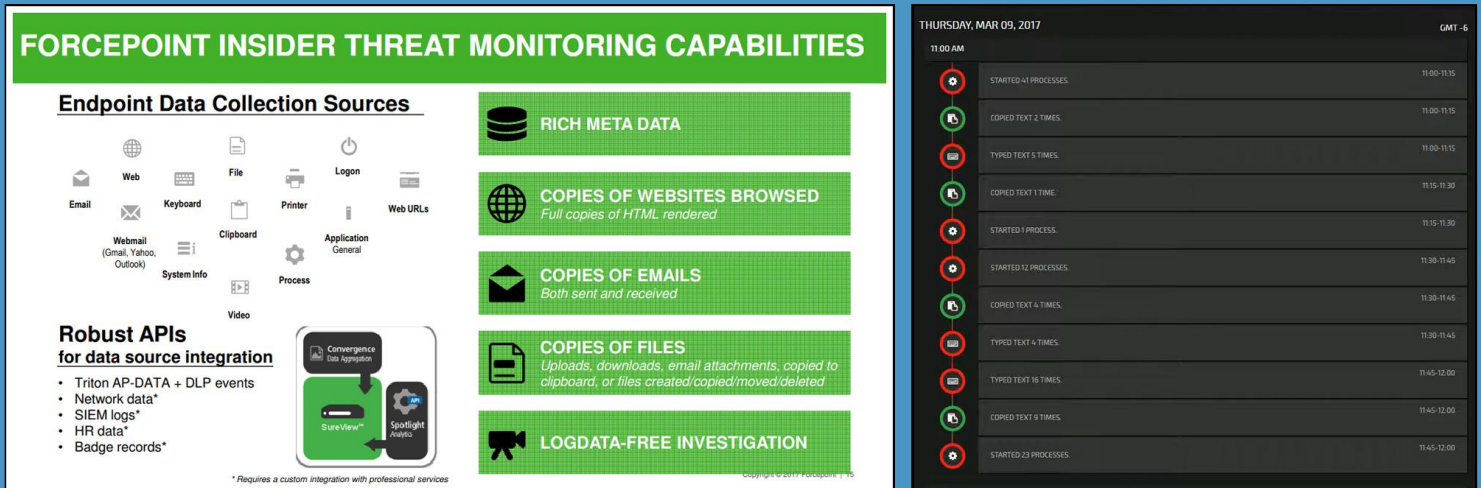 FORCEPOINT INSIDER THREAT MONITORING CAPABILITIES
Endpoint Data Collection Sources
Web
File
Logon
Email
Keyboard
Printer
Web URLs
Webmail
(Gmail, Yahoo,
Outlook)
Clipboard
Application
General
System Info
Process
Video
Robust APIs
for data source integration
• Triton AP-DATA + DLP events
• Network data*
• SIEM logs*
• HR data*
• Badge records*
Convergence
Data Aggregation
SureView™
API
Spotlight
Analytics
* Requires a custom integration with professional services
RICH META DATA
COPIES OF WEBSITES BROWSED
Full copies of HTML rendered
COPIES OF EMAILS
Both sent and received
COPIES OF FILES
Uploads, downloads, email attachments, copied to
clipboard, or files created/copied/moved/deleted
LOGDATA-FREE INVESTIGATION
Copyright © 2017 Forcepoint | 15
THURSDAY, MAR 09, 2017
GMT -6
11:00 AM
STARTED 41 PROCESSES. 11:00-11:15
COPIED TEXT 2 TIMES. 11:00-11:15
TYPED TEXT 5 TIMES. 11:00-11:15
COPIED TEXT 1 TIME. 11:15-11:30
STARTED 1 PROCESS. 11:15-11:30
STARTED 12 PROCESSES. 11:30-11:45
COPIED TEXT 4 TIMES. 11:30-11:45
TYPED TEXT 4 TIMES. 11:30-11:45
TYPED TEXT 16 TIMES. 11:45-12:00
COPIED TEXT 9 TIMES. 11:45-12:00
STARTED 23 PROCESSES. 11:45-12:00